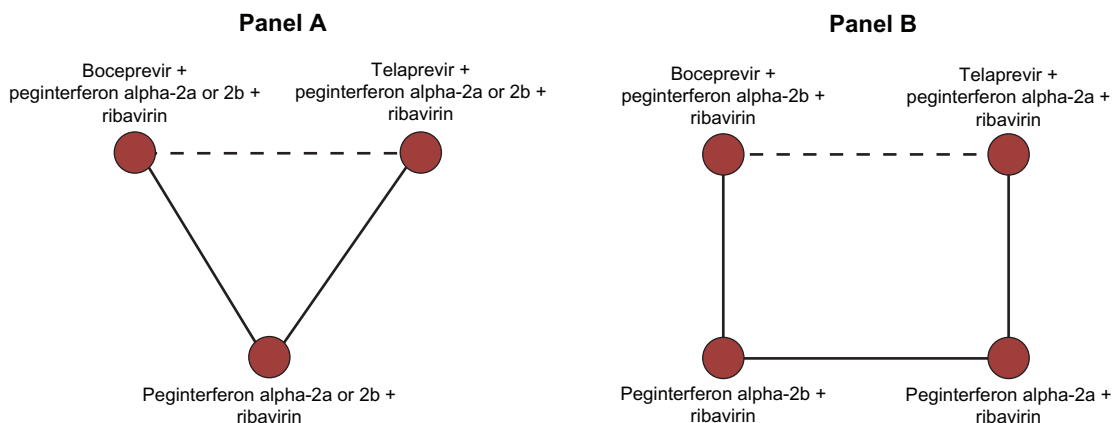 Panel A
Boceprevir +
peginterferon alpha-2a or 2b +
ribavirin
Telaprevir +
peginterferon alpha-2a or 2b +
ribavirin
Peginterferon alpha-2a or 2b +
ribavirin
Panel B
Boceprevir +
peginterferon alpha-2b +
ribavirin
Telaprevir +
peginterferon alpha-2a +
ribavirin
Peginterferon alpha-2b +
ribavirin
Peginterferon alpha-2a +
ribavirin